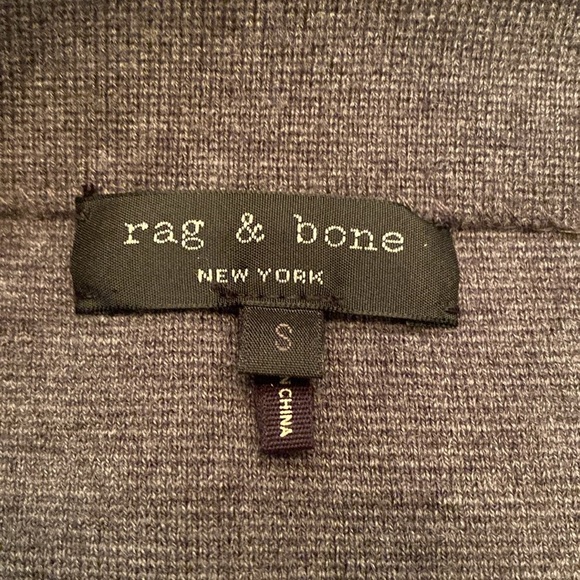 rag & bone
NEW YORK
S
N CHINA